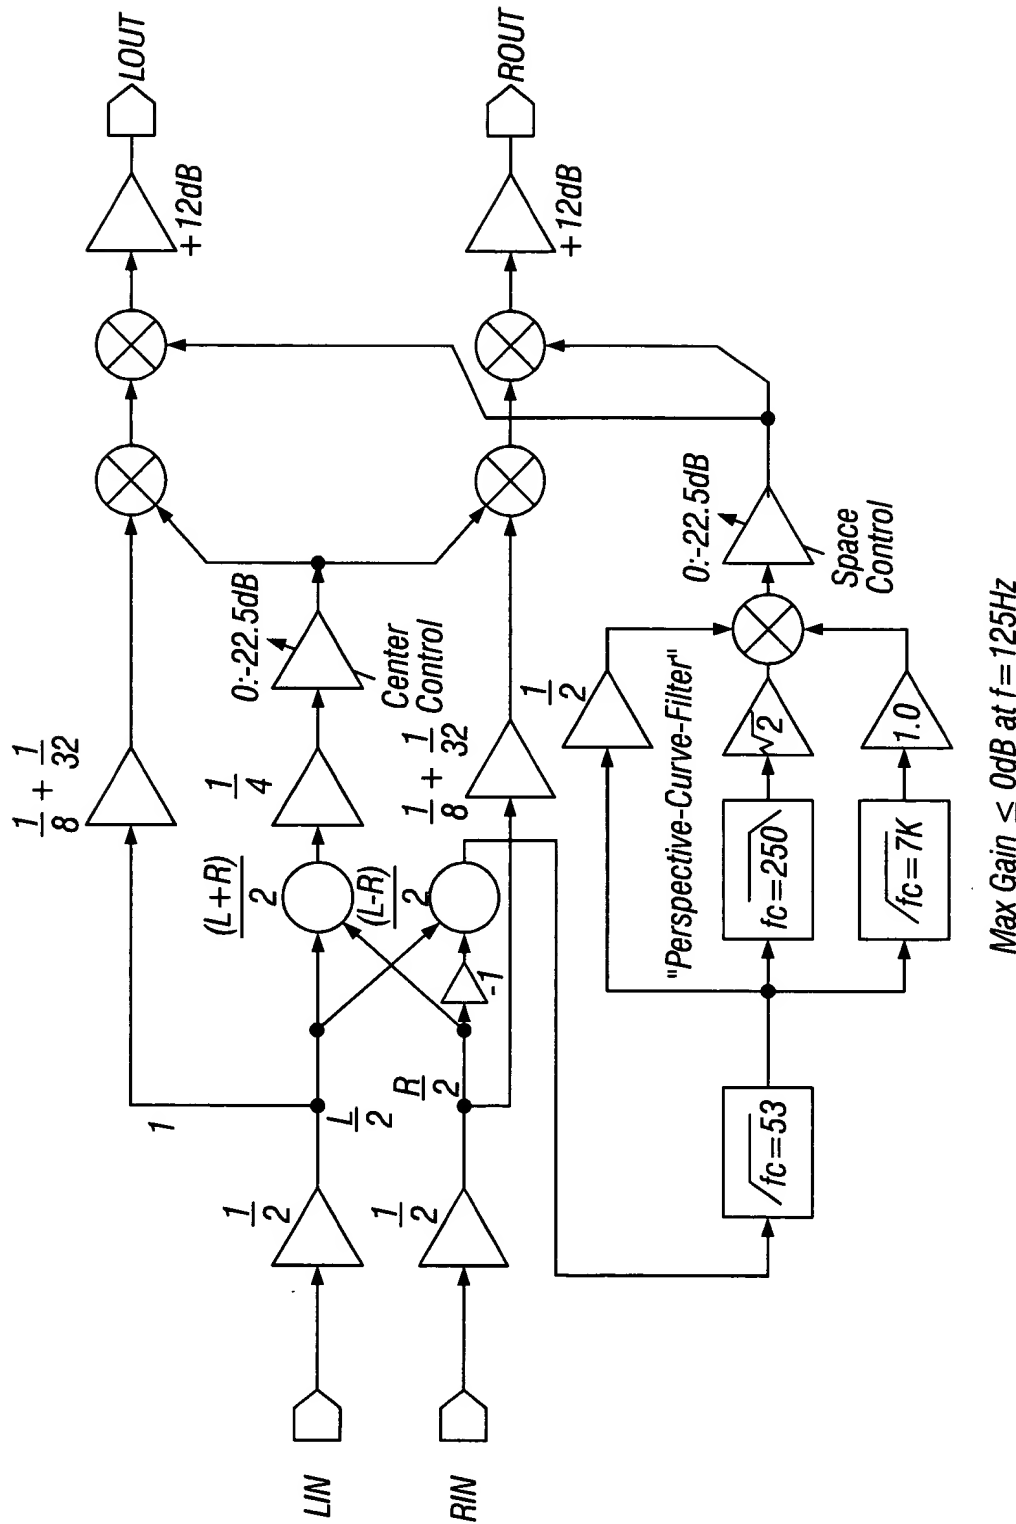 LIN
RIN
1/2
1/2
1
L/2
R/2
-1
(L+R)/2
(L-R)/2
1/8 + 1/32
1/4
1/8 + 1/32
0:-22.5dB
Center
Control
+12dB
LOUT
+12dB
ROUT
fc=53
"Perspective-Curve-Filter"
1/2
fc=250
√2
fc=7K
1.0
0:-22.5dB
Space
Control
Max Gain ≤ 0dB at f=125Hz